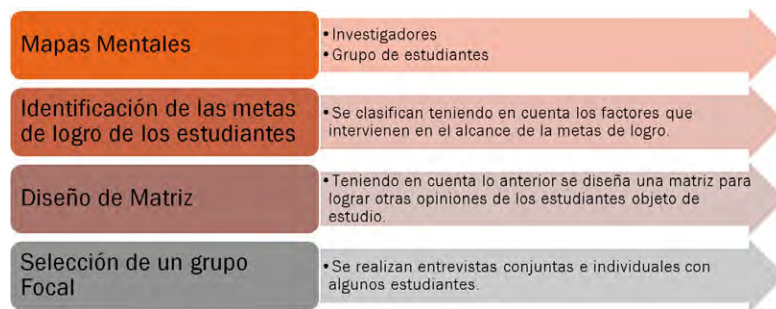 Mapas Mentales
• Investigadores
• Grupo de estudiantes
Identificación de las metas
de logro de los estudiantes
• Se clasifican teniendo en cuenta los factores que
intervienen en el alcance de la metas de logro.
Diseño de Matriz
• Teniendo en cuenta lo anterior se diseña una matriz para
lograr otras opiniones de los estudiantes objeto de
estudio.
Selección de un grupo
Focal
• Se realizan entrevistas conjuntas e individuales con
algunos estudiantes.